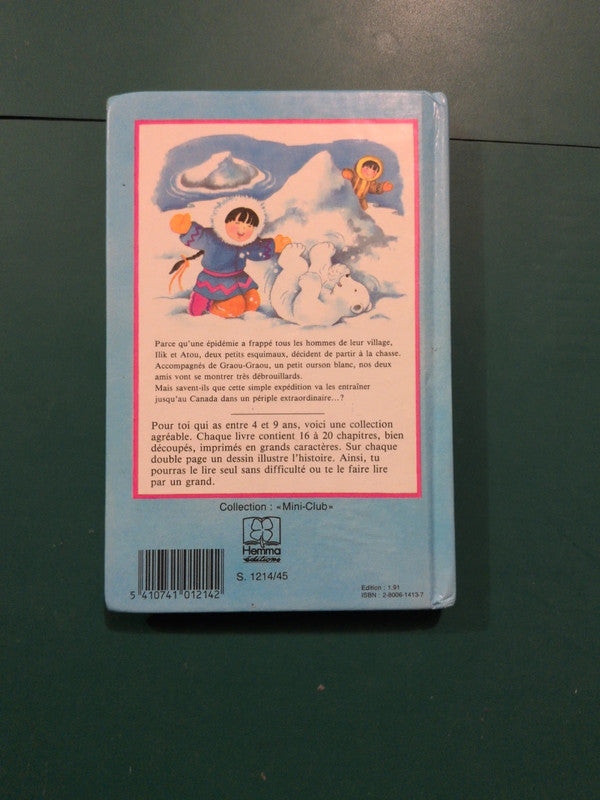 Parce qu'une épidémie a frappé tous les hommes de leur village,
Ilik et Atou, deux petits esquimaux, décident de partir à la chasse.
Accompagnés de Graou-Graou, un petit ourson blanc, nos deux
amis vont se montrer très débrouillards.
Mais savent-ils que cette simple expédition va les entraîner
jusqu'au Canada dans un périple extraordinaire...?
Pour toi qui as entre 4 et 9 ans, voici une collection
agréable. Chaque livre contient 16 à 20 chapitres, bien
découpés, imprimés en grands caractères. Sur chaque
double page un dessin illustre l'histoire. Ainsi, tu
pourras le lire seul sans difficulté ou te le faire lire
par un grand.
Collection : «Mini-Club»
Hemma
éditions
S. 1214/45
5 410741 012142
Edition : 1.91
ISBN : 2-8006-1413-7